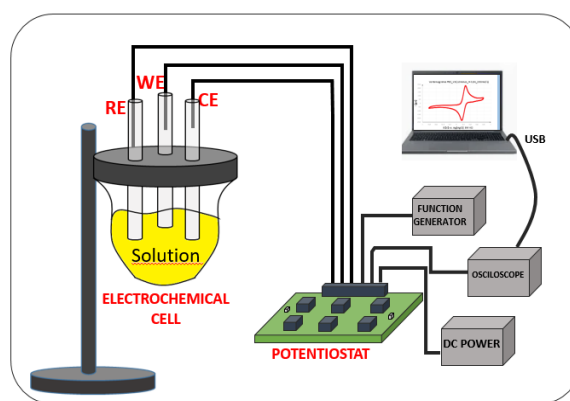 WE
RE
CE
USB
FUNCTION
GENERATOR
Solution
OSCILOSCOPE
ELECTROCHEMICAL
CELL
DC POWER
POTENTIOSTAT